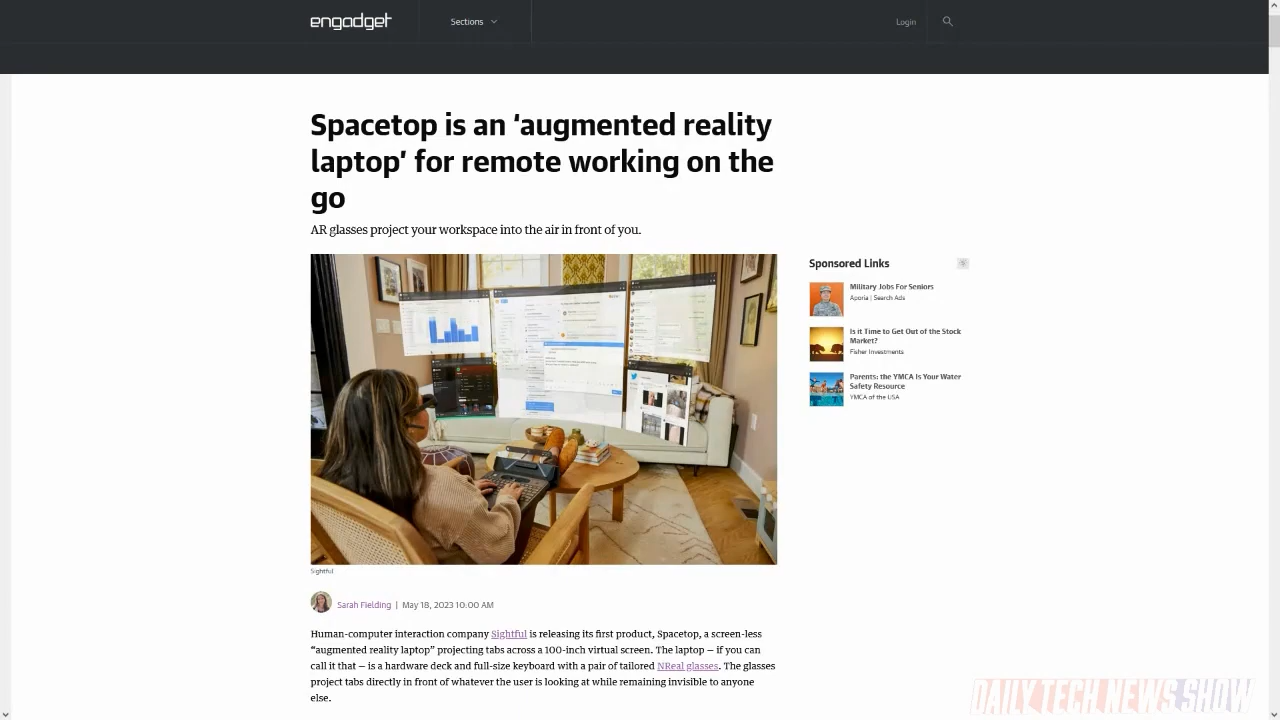 engadget
Sections
Login
Spacetop is an ‘augmented reality
laptop’ for remote working on the
go
AR glasses project your workspace into the air in front of you.
Sponsored Links
Military Jobs For Seniors
Aporia | Search Ads
Is it Time to Get Out of the Stock
Market?
Fisher Investments
Parents: the YMCA Is Your Water
Safety Resource
YMCA of the USA
Sightful
Sarah Fielding | May 18, 2023 10:00 AM
Human-computer interaction company Sightful is releasing its first product, Spacetop, a screen-less
“augmented reality laptop” projecting tabs across a 100-inch virtual screen. The laptop — if you can
call it that — is a hardware deck and full-size keyboard with a pair of tailored NReal glasses. The glasses
project tabs directly in front of whatever the user is looking at while remaining invisible to anyone
else.
DAILY TECH NEWS SHOW